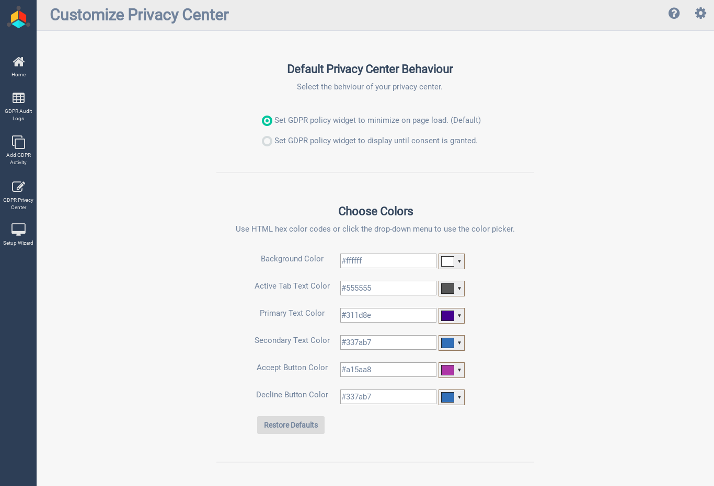 Customize Privacy Center
Home
GDPR Audit
Logs
Add GDPR
Activity
GDPR Privacy
Center
Setup Wizard
Default Privacy Center Behaviour
Select the behviour of your privacy center.
Set GDPR policy widget to minimize on page load. (Default)
Set GDPR policy widget to display until consent is granted.
Choose Colors
Use HTML hex color codes or click the drop-down menu to use the color picker.
Background Color #ffffff
Active Tab Text Color #555555
Primary Text Color #311d8e
Secondary Text Color #337ab7
Accept Button Color #a15aa8
Decline Button Color #337ab7
Restore Defaults